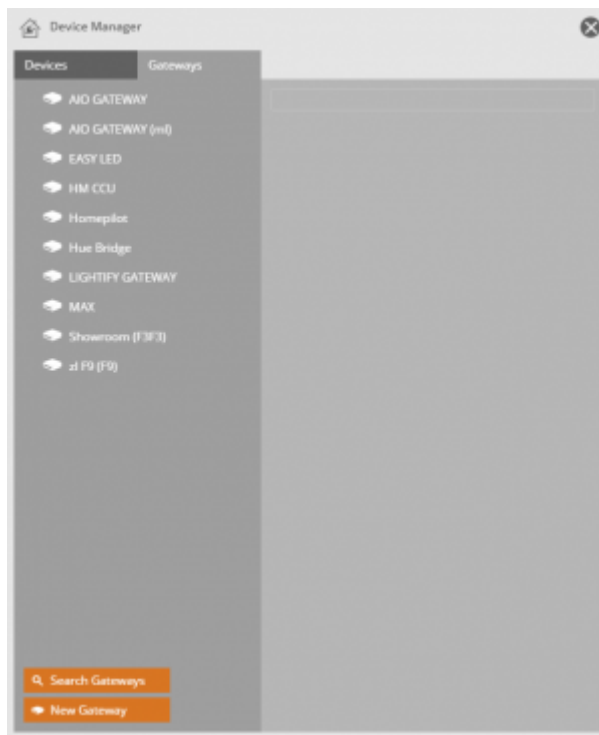 Device Manager
Devices
Gateways
AIO GATEWAY
AIO GATEWAY (ml)
EASY LED
HM CCU
Homepilot
Hue Bridge
LIGHTIFY GATEWAY
MAX
Showroom (F3F3)
zl F9 (F9)
Search Gateways
New Gateway